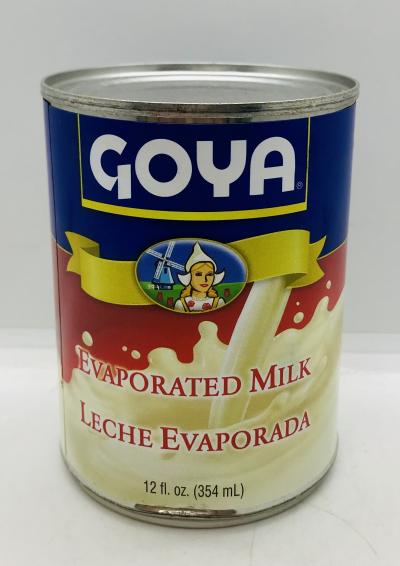 GOYA®
EVAPORATED MILK
LECHE EVAPORADA
12 fl. oz. (354 mL)